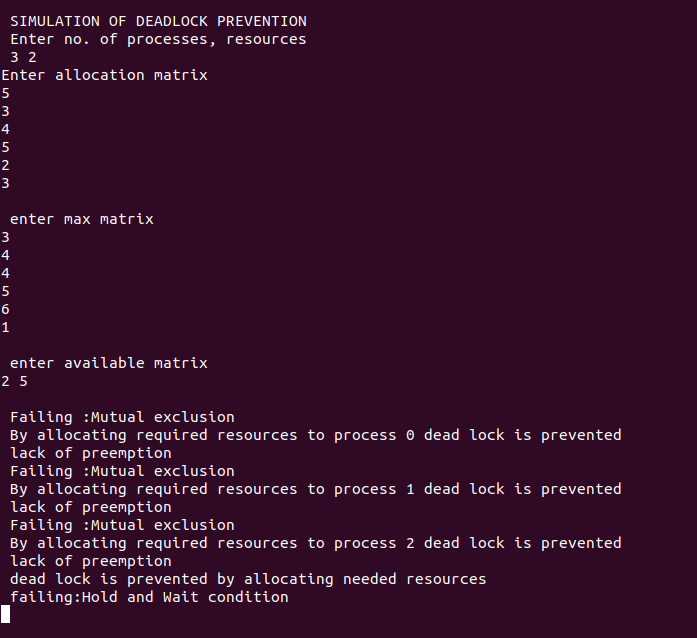 SIMULATION OF DEADLOCK PREVENTION
Enter no. of processes, resources
3 2
Enter allocation matrix
5
3
4
5
2
3
enter max matrix
3
4
4
5
6
1
enter available matrix
2 5
Failing :Mutual exclusion
By allocating required resources to process 0 dead lock is prevented
lack of preemption
Failing :Mutual exclusion
By allocating required resources to process 1 dead lock is prevented
lack of preemption
Failing :Mutual exclusion
By allocating required resources to process 2 dead lock is prevented
lack of preemption
dead lock is prevented by allocating needed resources
failing:Hold and Wait condition